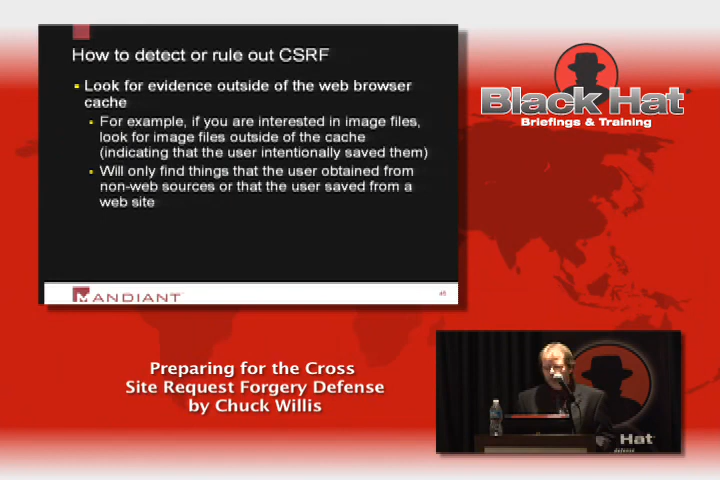 How to detect or rule out CSRF
Look for evidence outside of the web browser
cache
For example, if you are interested in image files,
look for image files outside of the cache
(indicating that the user intentionally saved them)
Will only find things that the user obtained from
non-web sources or that the user saved from a
web site
MANDIANT
Black Hat
Briefings & Training
Preparing for the Cross
Site Request Forgery Defense
by Chuck Willis
Hat